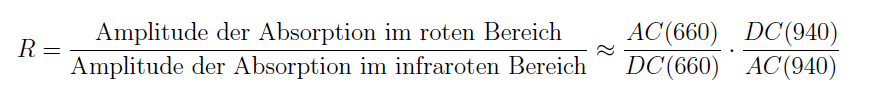 R = Amplitude der Absorption im roten Bereich / Amplitude der Absorption im infraroten Bereich ≈ AC(660) / DC(660) · DC(940) / AC(940)